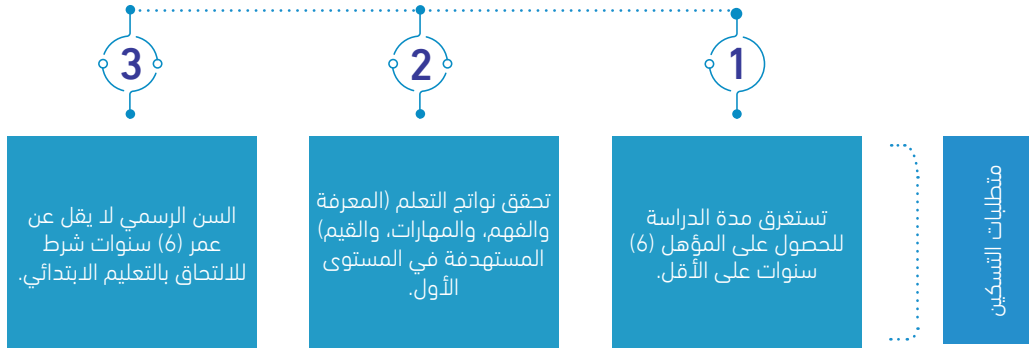 متطلبات التسكين
1
تستغرق مدة الدراسة
للحصول على المؤهل (6)
سنوات على الأقل.
2
تحقق نواتج التعلم (المعرفة
والفهم، والمهارات، والقيم)
المستهدفة في المستوى
الأول.
3
السن الرسمي لا يقل عن
عمر (6) سنوات شرط
للالتحاق بالتعليم الابتدائي.